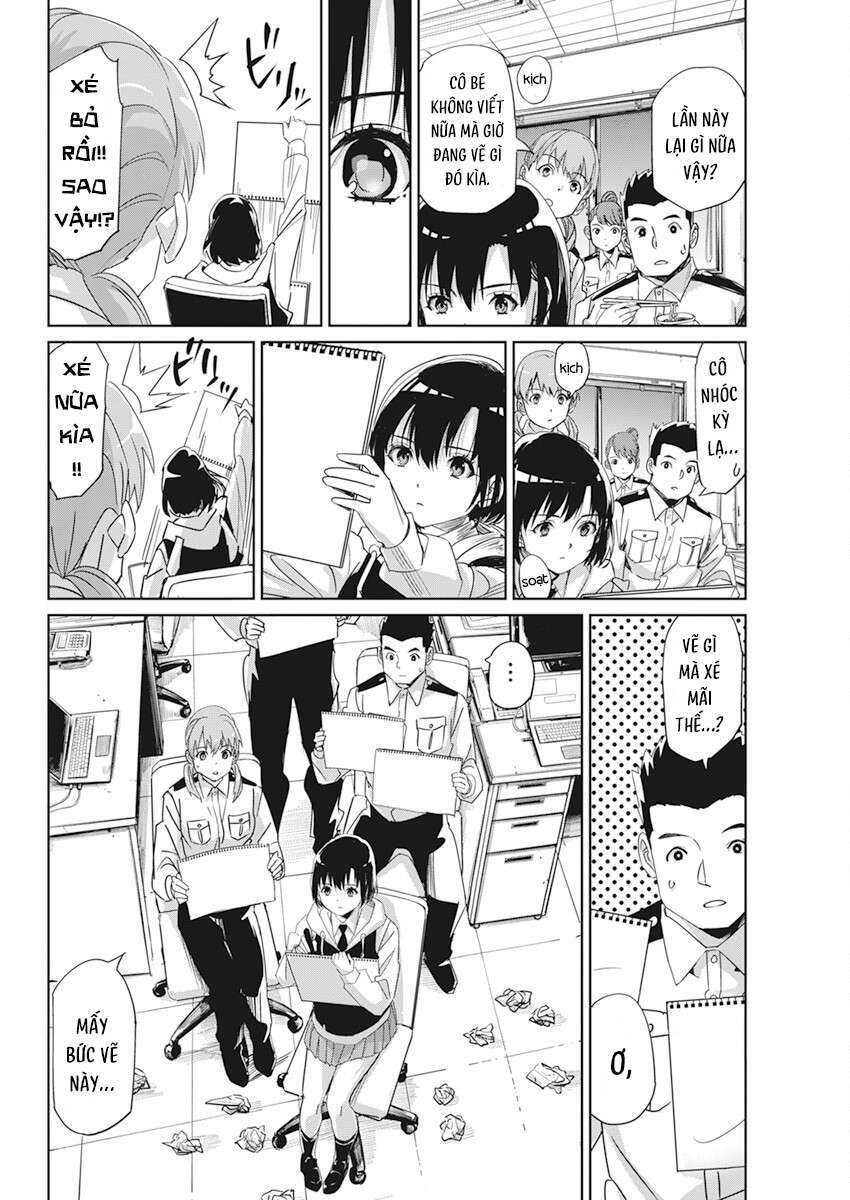 LẦN NÀY
LẠI GÌ NỮA
VẬY?
kịch
CÔ BÉ
KHÔNG VIẾT
NỮA MÀ GIỜ
ĐANG VẼ GÌ
ĐÓ KÌA.
ビリッ
XÉ
BỎ
RỒI!!
SAO
VẬY!?
CÔ
NHÓC
KỲ
LẠ...
kịch
soạt
ビリッ
XÉ
NỮA
KÌA
!!
VẼ GÌ
MÀ XÉ
MÃI
THẾ...?
Ơ,
...
MẤY
BỨC VẼ
NÀY...